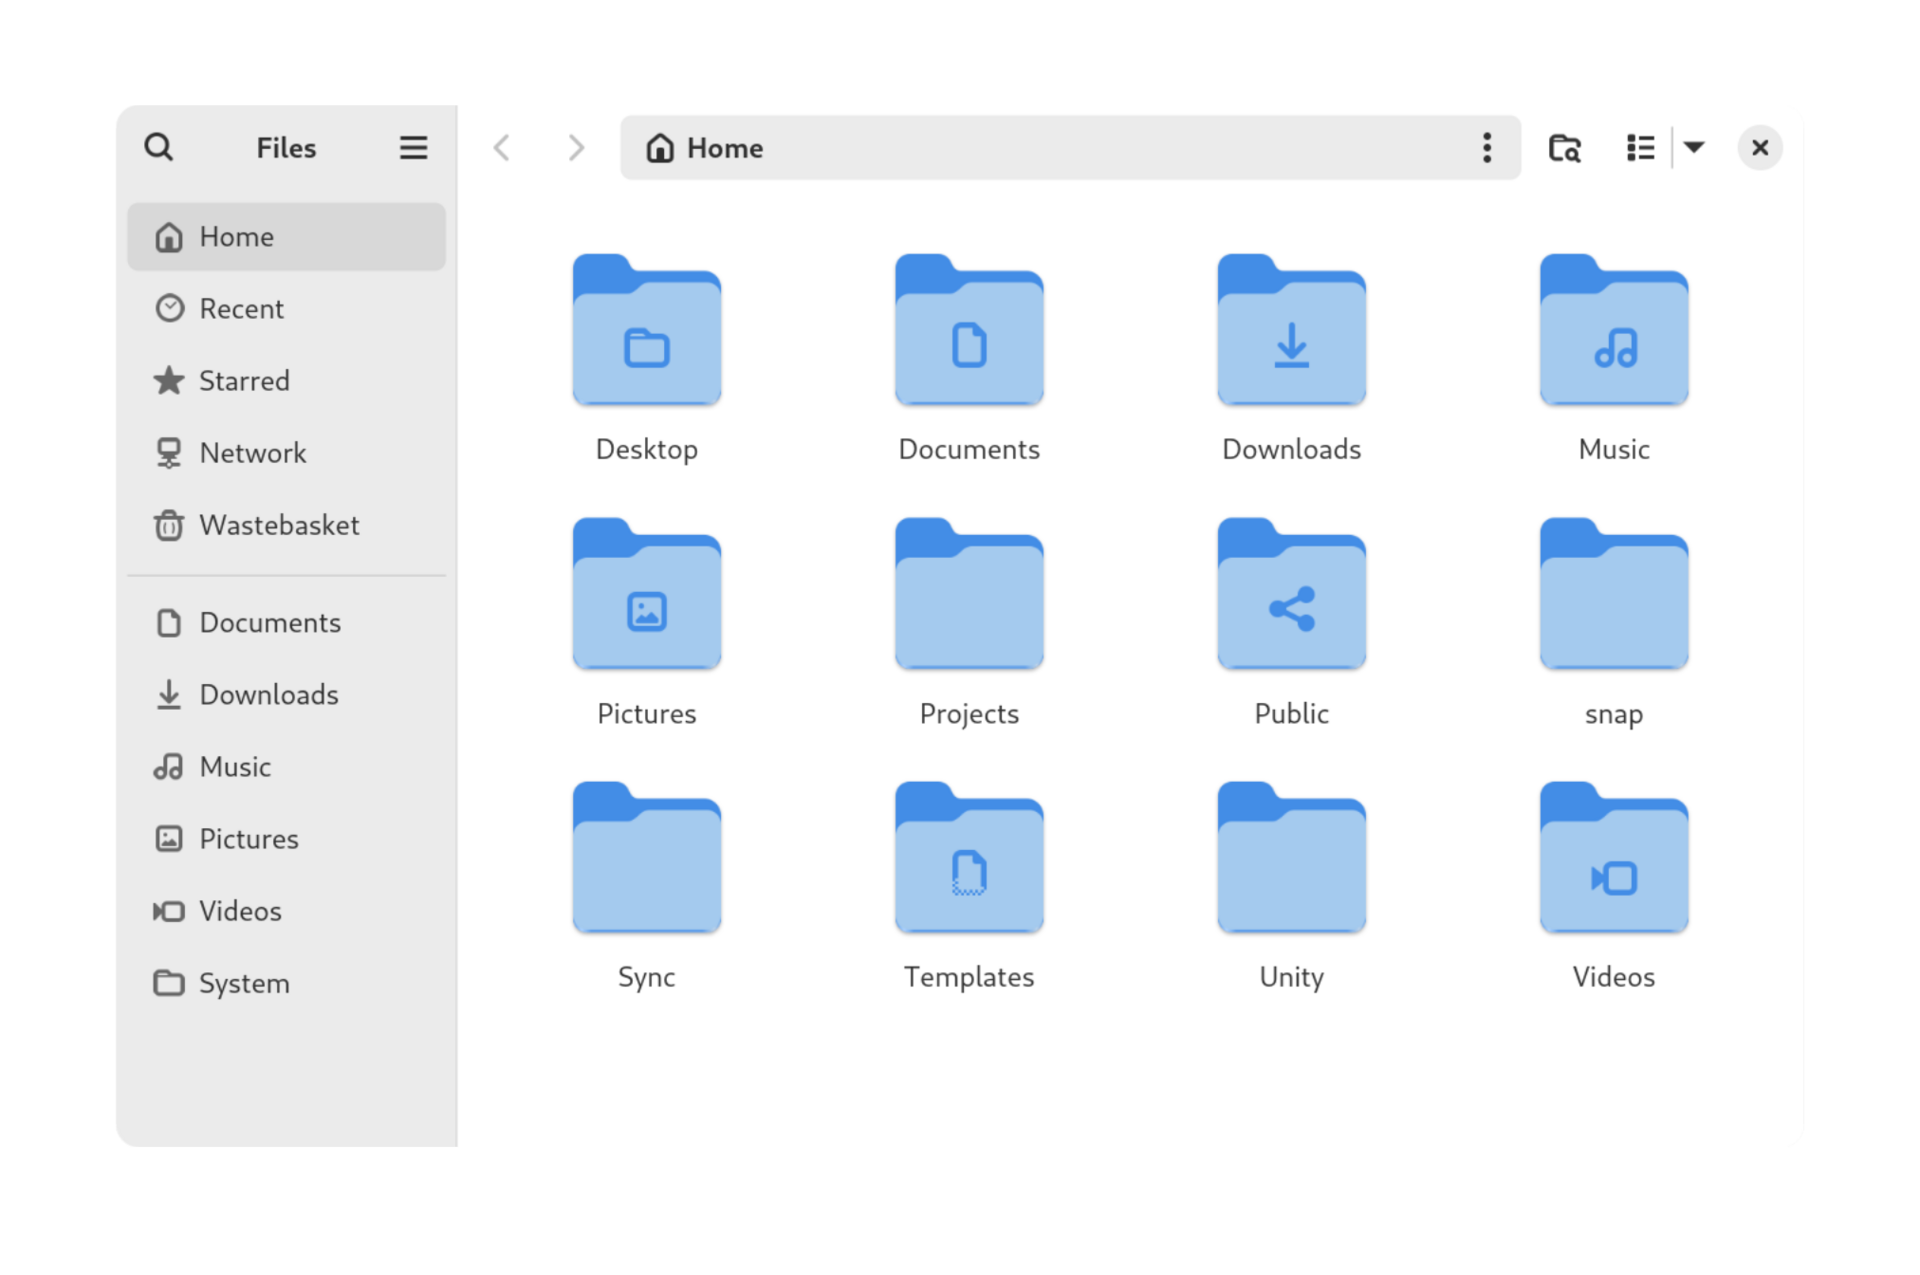 Files
Home
Home
Recent
Starred
Network
Wastebasket
Documents
Downloads
Music
Pictures
Videos
System
Desktop
Documents
Downloads
Music
Pictures
Projects
Public
snap
Sync
Templates
Unity
Videos